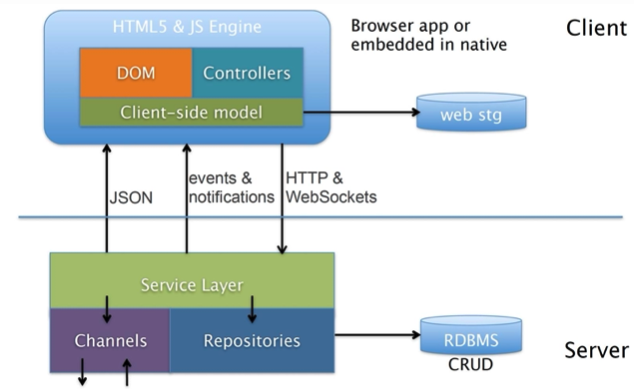 HTML5 & JS Engine
Browser app or
embedded in native
Client
DOM
Controllers
Client-side model
web stg
JSON
events &
notifications
HTTP &
WebSockets
Service Layer
Channels
Repositories
RDBMS
CRUD
Server